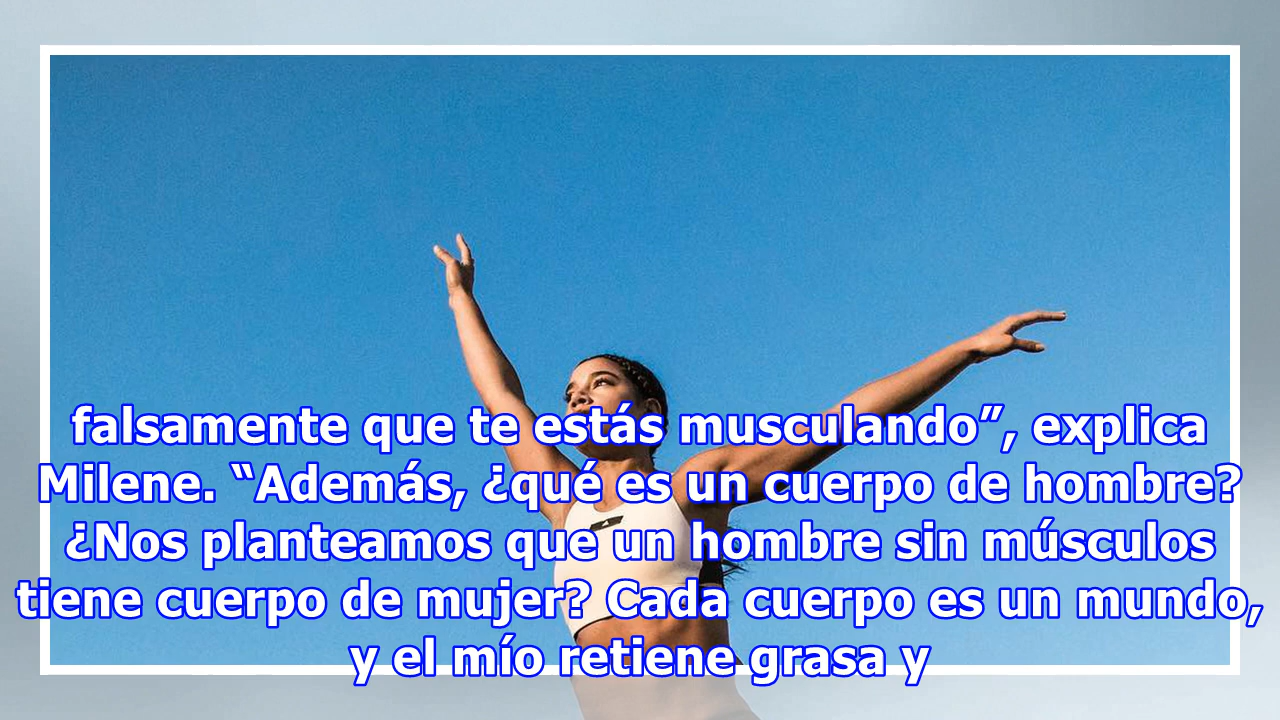 falsamente que te estás musculando”, explica
Milene. “Además, ¿qué es un cuerpo de hombre?
¿Nos planteamos que un hombre sin músculos
tiene cuerpo de mujer? Cada cuerpo es un mundo,
y el mío retiene grasa y